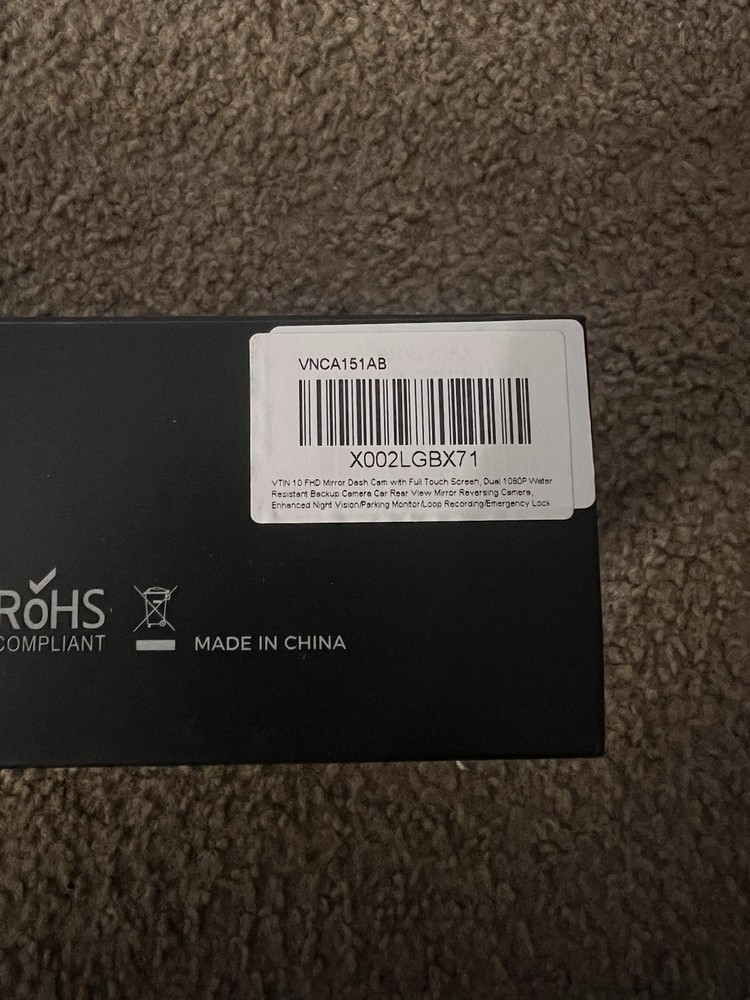 VNCA151AB
X002LGBX71
VTIN 10 FHD Mirror Dash Cam with Full Touch Screen, Dual 1080P Water
Resistant Backup Camera Car Rear View Mirror Reversing Camera,
Enhanced Night Vision/Parking Monitor/Loop Recording/Emergency Lock
RoHS
COMPLIANT
MADE IN CHINA